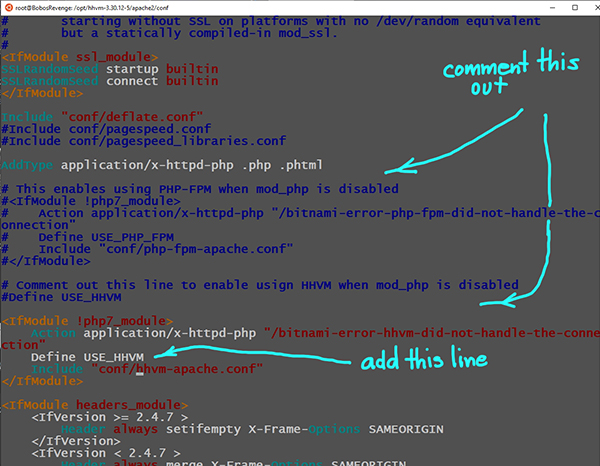 root@BobosRevenge: /opt/hhvm-3.30.12-5/apache2/conf
# starting without SSL on platforms with no /dev/random equivalent
# but a statically compiled-in mod_ssl.
#
<IfModule ssl_module>
SSLRandomSeed startup builtin
SSLRandomSeed connect builtin
</IfModule>
comment this
out
Include "conf/deflate.conf"
#Include conf/pagespeed.conf
#Include conf/pagespeed_libraries.conf
AddType application/x-httpd-php .php .phtml
# This enables using PHP-FPM when mod_php is disabled
#<IfModule !php7_module>
# Action application/x-httpd-php "/bitnami-error-php-fpm-did-not-handle-the-c
onnection"
# Define USE_PHP_FPM
# Include "conf/php-fpm-apache.conf"
#</IfModule>
# Comment out this line to enable usign HHVM when mod_php is disabled
#Define USE_HHVM
<IfModule !php7_module>
Action application/x-httpd-php "/bitnami-error-hhvm-did-not-handle-the-conne
ction"
Define USE_HHVM
add this line
Include "conf/hhvm-apache.conf"
</IfModule>
<IfModule headers_module>
<IfVersion >= 2.4.7 >
Header always setifempty X-Frame-Options SAMEORIGIN
</IfVersion>
<IfVersion < 2.4.7 >
Header always merge X-Frame-Options SAMEORIGIN